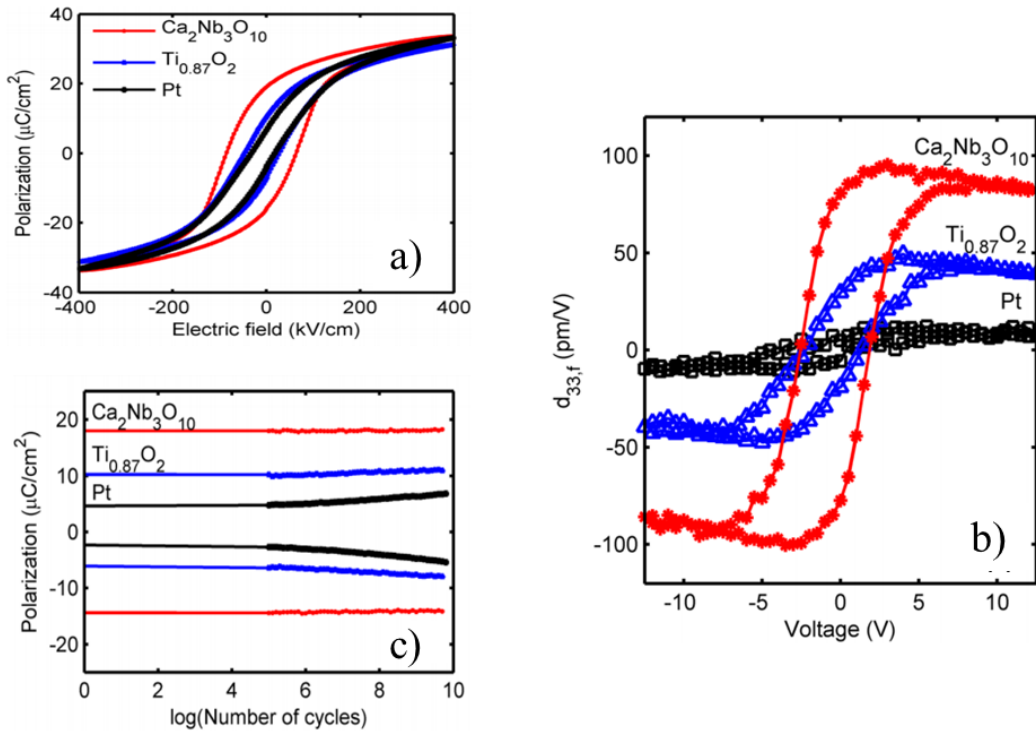 40
20
0
-20
-40
Polarization (μC/cm²)
Ca₂Nb₃O₁₀
Ti₀.₈₇O₂
Pt
a)
-400
-200
0
200
400
Electric field (kV/cm)
100
50
0
-50
-100
d₃₃,f (pm/V)
Ca₂Nb₃O₁₀
Ti₀.₈₇O₂
Pt
b)
-10
-5
0
5
10
Voltage (V)
20
10
0
-10
-20
Polarization (μC/cm²)
Ca₂Nb₃O₁₀
Ti₀.₈₇O₂
Pt
c)
0
2
4
6
8
10
log(Number of cycles)